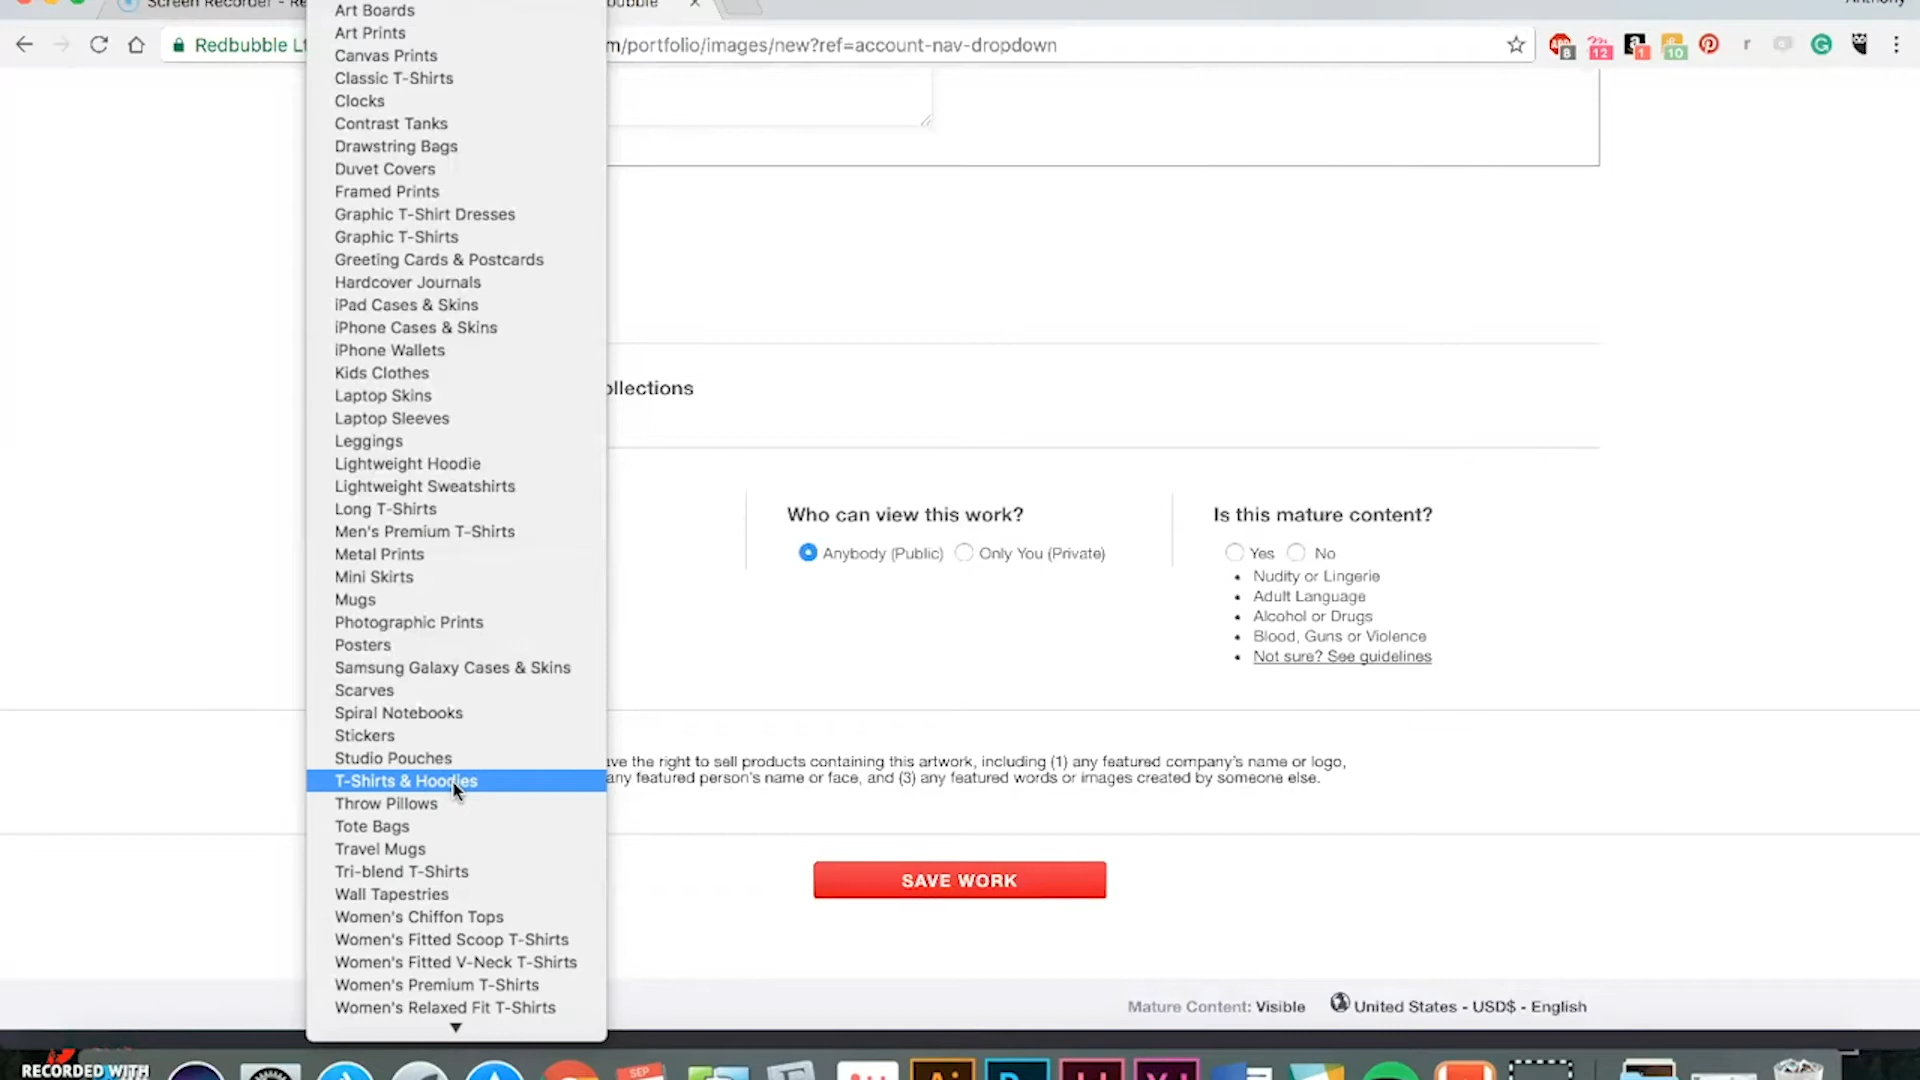 Screen Recorder - Re
bubble
Anthony
Redbubble Lt
m/portfolio/images/new?ref=account-nav-dropdown
8
12
1
10
r
Art Boards
Art Prints
Canvas Prints
Classic T-Shirts
Clocks
Contrast Tanks
Drawstring Bags
Duvet Covers
Framed Prints
Graphic T-Shirt Dresses
Graphic T-Shirts
Greeting Cards & Postcards
Hardcover Journals
iPad Cases & Skins
iPhone Cases & Skins
iPhone Wallets
Kids Clothes
Laptop Skins
Laptop Sleeves
Leggings
Lightweight Hoodie
Lightweight Sweatshirts
Long T-Shirts
Men's Premium T-Shirts
Metal Prints
Mini Skirts
Mugs
Photographic Prints
Posters
Samsung Galaxy Cases & Skins
Scarves
Spiral Notebooks
Stickers
Studio Pouches
T-Shirts & Hoodies
Throw Pillows
Tote Bags
Travel Mugs
Tri-blend T-Shirts
Wall Tapestries
Women's Chiffon Tops
Women's Fitted Scoop T-Shirts
Women's Fitted V-Neck T-Shirts
Women's Premium T-Shirts
Women's Relaxed Fit T-Shirts
ollections
Who can view this work?
Anybody (Public) Only You (Private)
Is this mature content?
Yes No
• Nudity or Lingerie
• Adult Language
• Alcohol or Drugs
• Blood, Guns or Violence
• Not sure? See guidelines
ve the right to sell products containing this artwork, including (1) any featured company's name or logo,
any featured person's name or face, and (3) any featured words or images created by someone else.
SAVE WORK
Mature Content: Visible United States - USD$ - English
RECORDED WITH
SEP